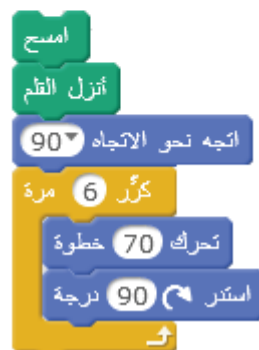 امسح
أنزل القلم
اتجه نحو الاتجاه 90
كرِّر 6 مرة
تحرك 70 خطوة
استدر 90 درجة